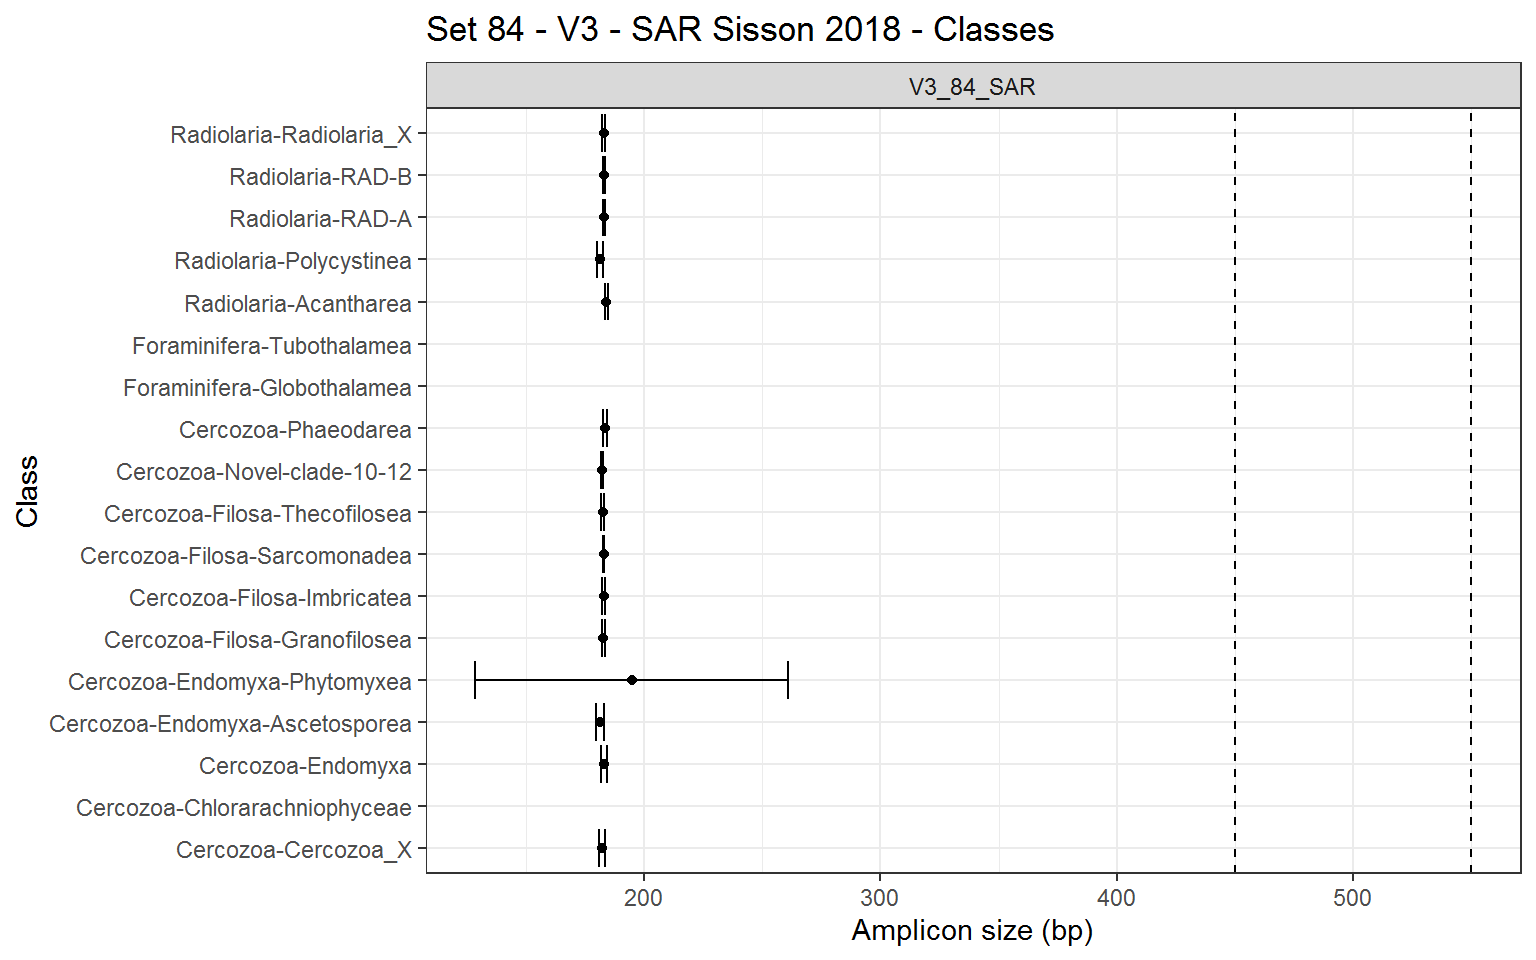 Set 84 - V3 - SAR Sisson 2018 - Classes
V3_84_SAR
Radiolaria-Radiolaria_X
Radiolaria-RAD-B
Radiolaria-RAD-A
Radiolaria-Polycystinea
Radiolaria-Acantharea
Foraminifera-Tubothalamea
Foraminifera-Globothalamea
Cercozoa-Phaeodarea
Cercozoa-Novel-clade-10-12
Cercozoa-Filosa-Thecofilosea
Cercozoa-Filosa-Sarcomonadea
Cercozoa-Filosa-Imbricatea
Cercozoa-Filosa-Granofilosea
Cercozoa-Endomyxa-Phytomyxea
Cercozoa-Endomyxa-Ascetosporea
Cercozoa-Endomyxa
Cercozoa-Chlorarachniophyceae
Cercozoa-Cercozoa_X
Class
200 300 400 500
Amplicon size (bp)